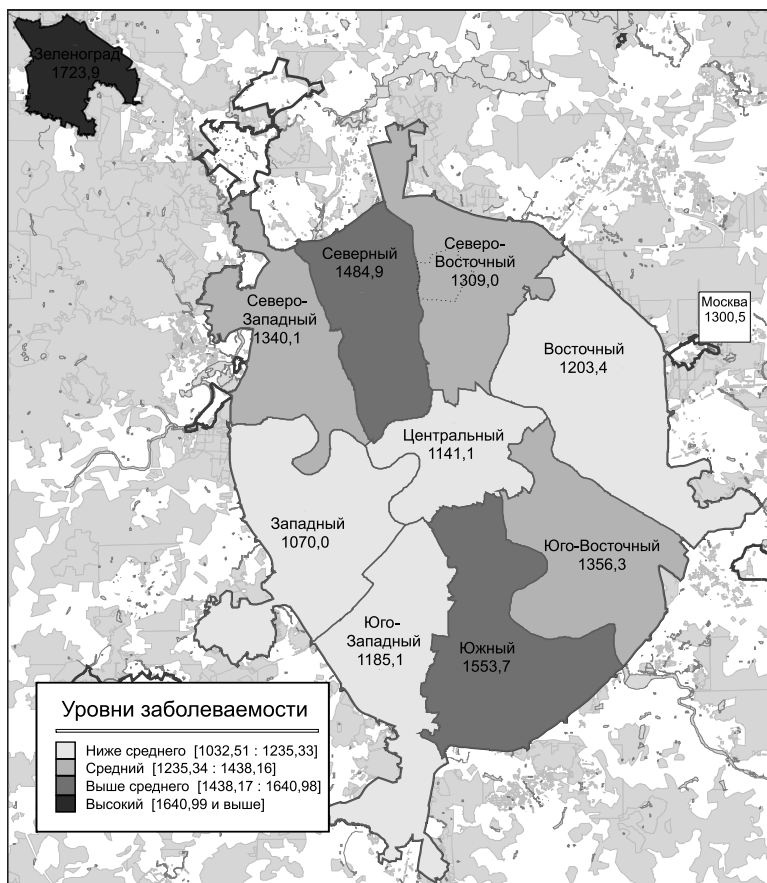 Зеленоград
1723,9
Северный
1484,9
Северо-
Восточный
1309,0
Северо-
Западный
1340,1
Москва
1300,5
Восточный
1203,4
Центральный
1141,1
Западный
1070,0
Юго-Восточный
1356,3
Юго-
Западный
1185,1
Южный
1553,7
Уровни заболеваемости
Ниже среднего [1032,51 : 1235,33]
Средний [1235,34 : 1438,16]
Выше среднего [1438,17 : 1640,98]
Высокий [1640,99 и выше]